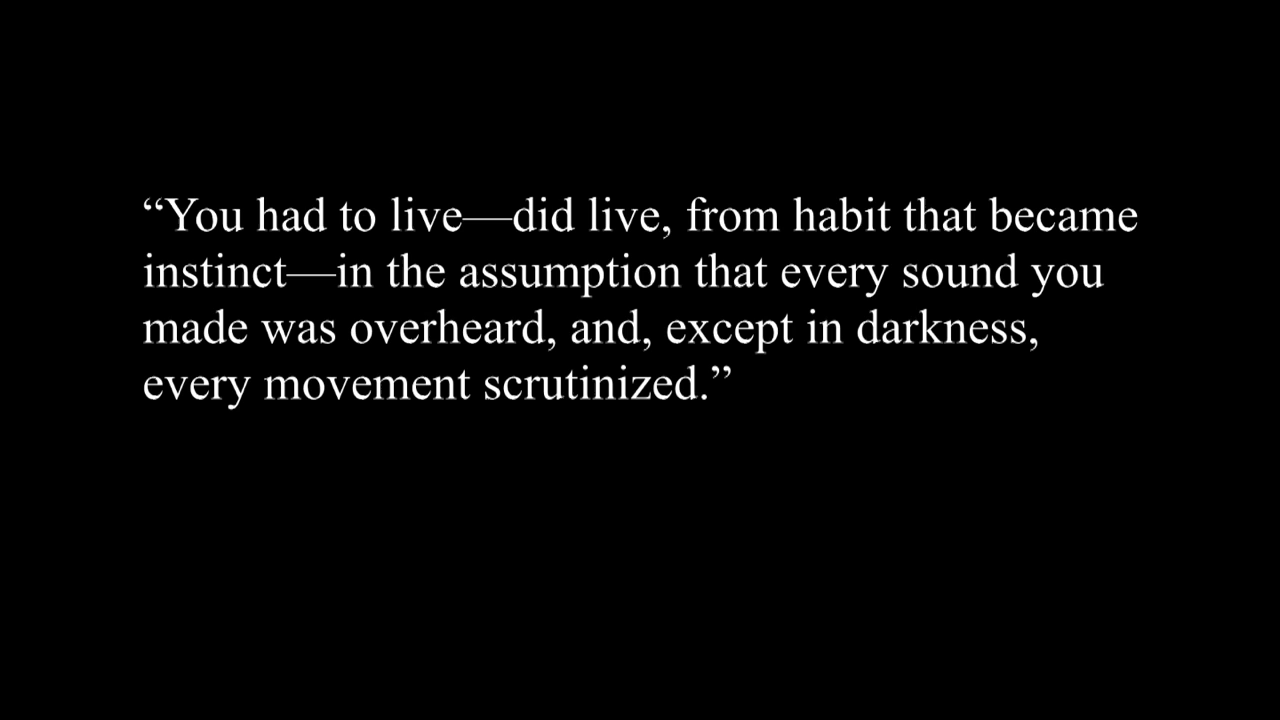 “You had to live—did live, from habit that became
instinct—in the assumption that every sound you
made was overheard, and, except in darkness,
every movement scrutinized.”